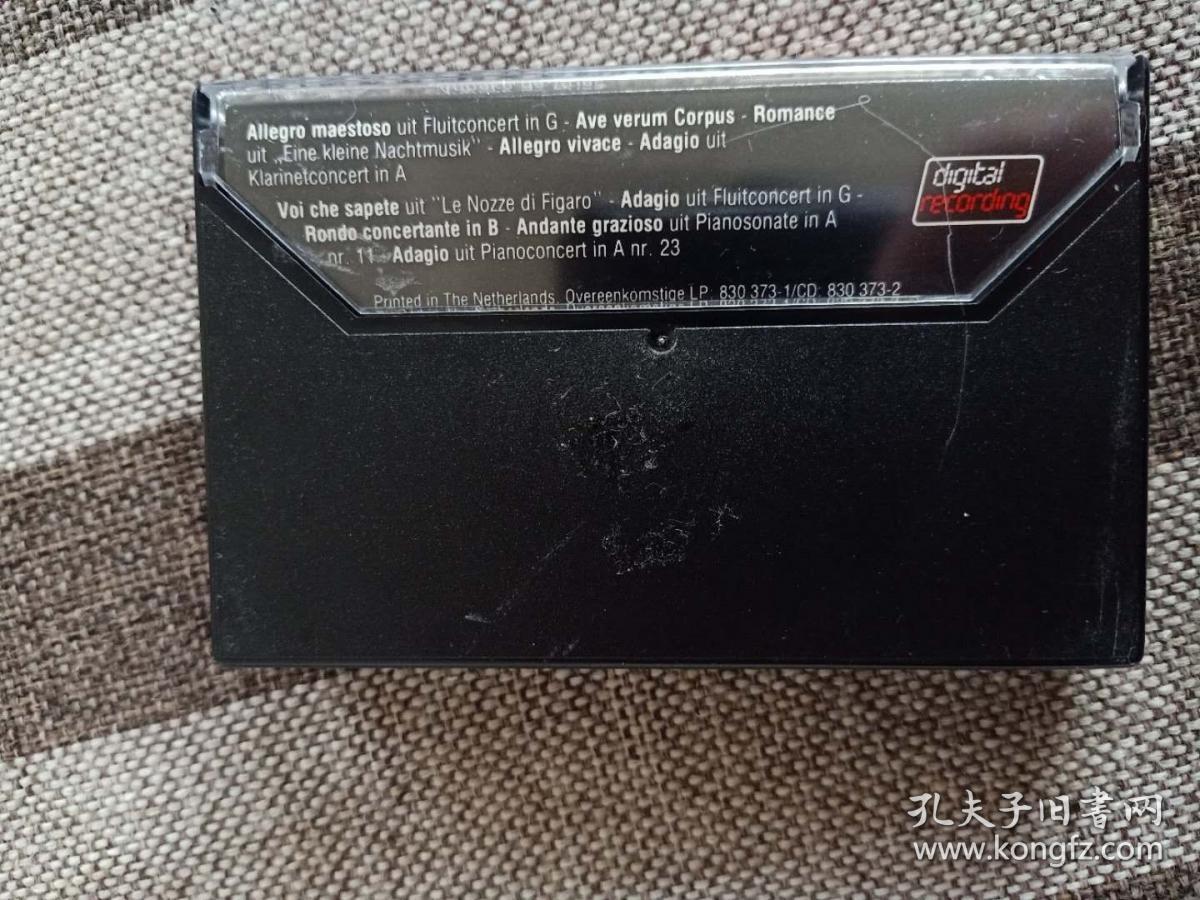 Allegro maestoso uit Fluitconcert in G - Ave verum Corpus - Romance
uit „Eine kleine Nachtmusik" - Allegro vivace - Adagio uit
Klarinetconcert in A
Voi che sapete uit "Le Nozze di Figaro" - Adagio uit Fluitconcert in G -
Rondo concertante in B - Andante grazioso uit Pianosonate in A
nr. 11 - Adagio uit Pianoconcert in A nr. 23
digital
recording
Printed in The Netherlands. Overeenkomstige LP: 830 373-1/CD: 830 373-2
孔夫子旧书网
www.kongfz.com